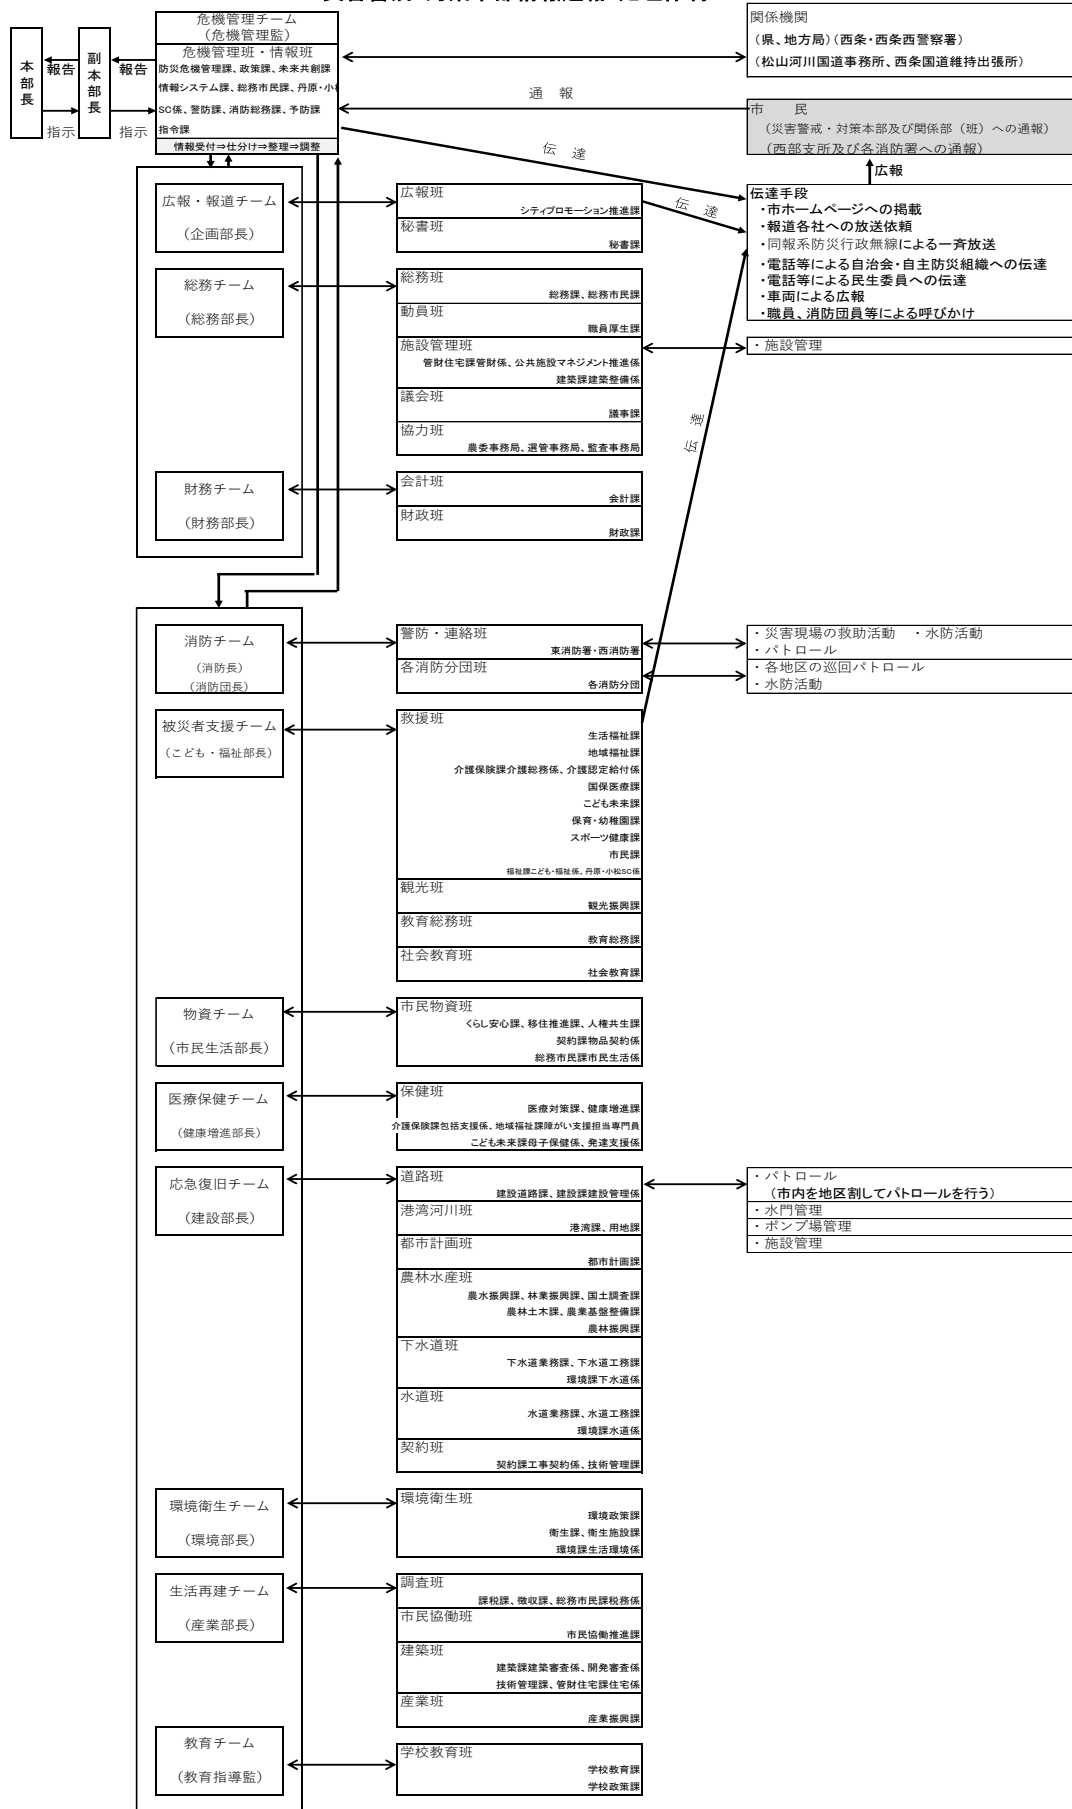 危機管理チーム
(危機管理監)
危機管理班・情報班
防災危機管理課、政策課、未来共創課
情報システム課、総務市民課、丹原・小松
SC係、警防課、消防総務課、予防課
指令課
情報受付⇒仕分け⇒整理⇒調整
本部長
報告
指示
副本部長
報告
指示
関係機関
(県、地方局)(西条・西条西警察署)
(松山河川国道事務所、西条国道維持出張所)
通 報
市 民
(災害警戒・対策本部及び関係部(班)への通報)
(西部支所及び各消防署への通報)
広報
伝 達
伝 達
伝 達
伝達手段
・市ホームページへの掲載
・報道各社への放送依頼
・同報系防災行政無線による一斉放送
・電話等による自治会・自主防災組織への伝達
・電話等による民生委員への伝達
・車両による広報
・職員、消防団員等による呼びかけ
広報・報道チーム
(企画部長)
広報班
シティプロモーション推進課
秘書班
秘書課
総務チーム
(総務部長)
総務班
総務課、総務市民課
動員班
職員厚生課
施設管理班
管財住宅課管財係、公共施設マネジメント推進係
建築課建築整備係
・施設管理
議会班
議事課
協力班
農委事務局、選管事務局、監査事務局
財務チーム
(財務部長)
会計班
会計課
財政班
財政課
消防チーム
(消防長)
(消防団長)
警防・連絡班
東消防署・西消防署
各消防分団班
各消防分団
・災害現場の救助活動 ・水防活動
・パトロール
・各地区の巡回パトロール
・水防活動
被災者支援チーム
(こども・福祉部長)
救援班
生活福祉課
地域福祉課
介護保険課介護総務係、介護認定給付係
国保医療課
こども未来課
保育・幼稚園課
スポーツ健康課
市民課
福祉課こども・福祉係、丹原・小松SC係
観光班
観光振興課
教育総務班
教育総務課
社会教育班
社会教育課
物資チーム
(市民生活部長)
市民物資班
くらし安心課、移住推進課、人権共生課
契約課物品契約係
総務市民課市民生活係
医療保健チーム
(健康増進部長)
保健班
医療対策課、健康増進課
介護保険課包括支援係、地域福祉課障がい支援担当専門員
こども未来課母子保健係、発達支援係
応急復旧チーム
(建設部長)
道路班
建設道路課、建設課建設管理係
港湾河川班
港湾課、用地課
都市計画班
都市計画課
農林水産班
農水振興課、林業振興課、国土調査課
農林土木課、農業基盤整備課
農林振興課
下水道班
下水道業務課、下水道工務課
環境課下水道係
水道班
水道業務課、水道工務課
環境課水道係
契約班
契約課工事契約係、技術管理課
・パトロール
(市内を地区割してパトロールを行う)
・水門管理
・ポンプ場管理
・施設管理
環境衛生チーム
(環境部長)
環境衛生班
環境政策課
衛生課、衛生施設課
環境課生活環境係
生活再建チーム
(産業部長)
調査班
課税課、徴収課、総務市民課税務係
市民協働班
市民協働推進課
建築班
建築課建築審査係、開発審査係
技術管理課、管財住宅課住宅係
産業班
産業振興課
教育チーム
(教育指導監)
学校教育班
学校教育課
学校政策課